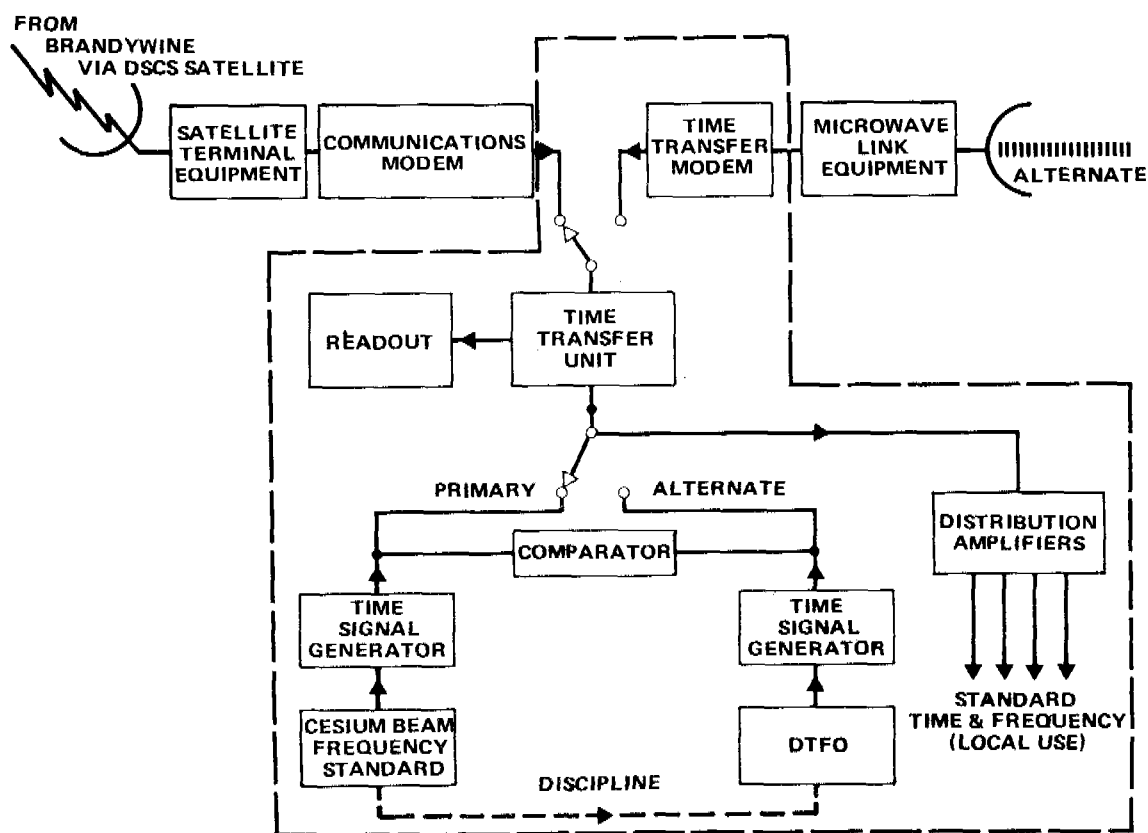 FROM
BRANDYWINE
VIA DSCS SATELLITE
SATELLITE
TERMINAL
EQUIPMENT
COMMUNICATIONS
MODEM
TIME
TRANSFER
MODEM
MICROWAVE
LINK
EQUIPMENT
ALTERNATE
READOUT
TIME
TRANSFER
UNIT
PRIMARY
ALTERNATE
COMPARATOR
DISTRIBUTION
AMPLIFIERS
TIME
SIGNAL
GENERATOR
TIME
SIGNAL
GENERATOR
CESIUM BEAM
FREQUENCY
STANDARD
DTFO
STANDARD
TIME & FREQUENCY
(LOCAL USE)
DISCIPLINE